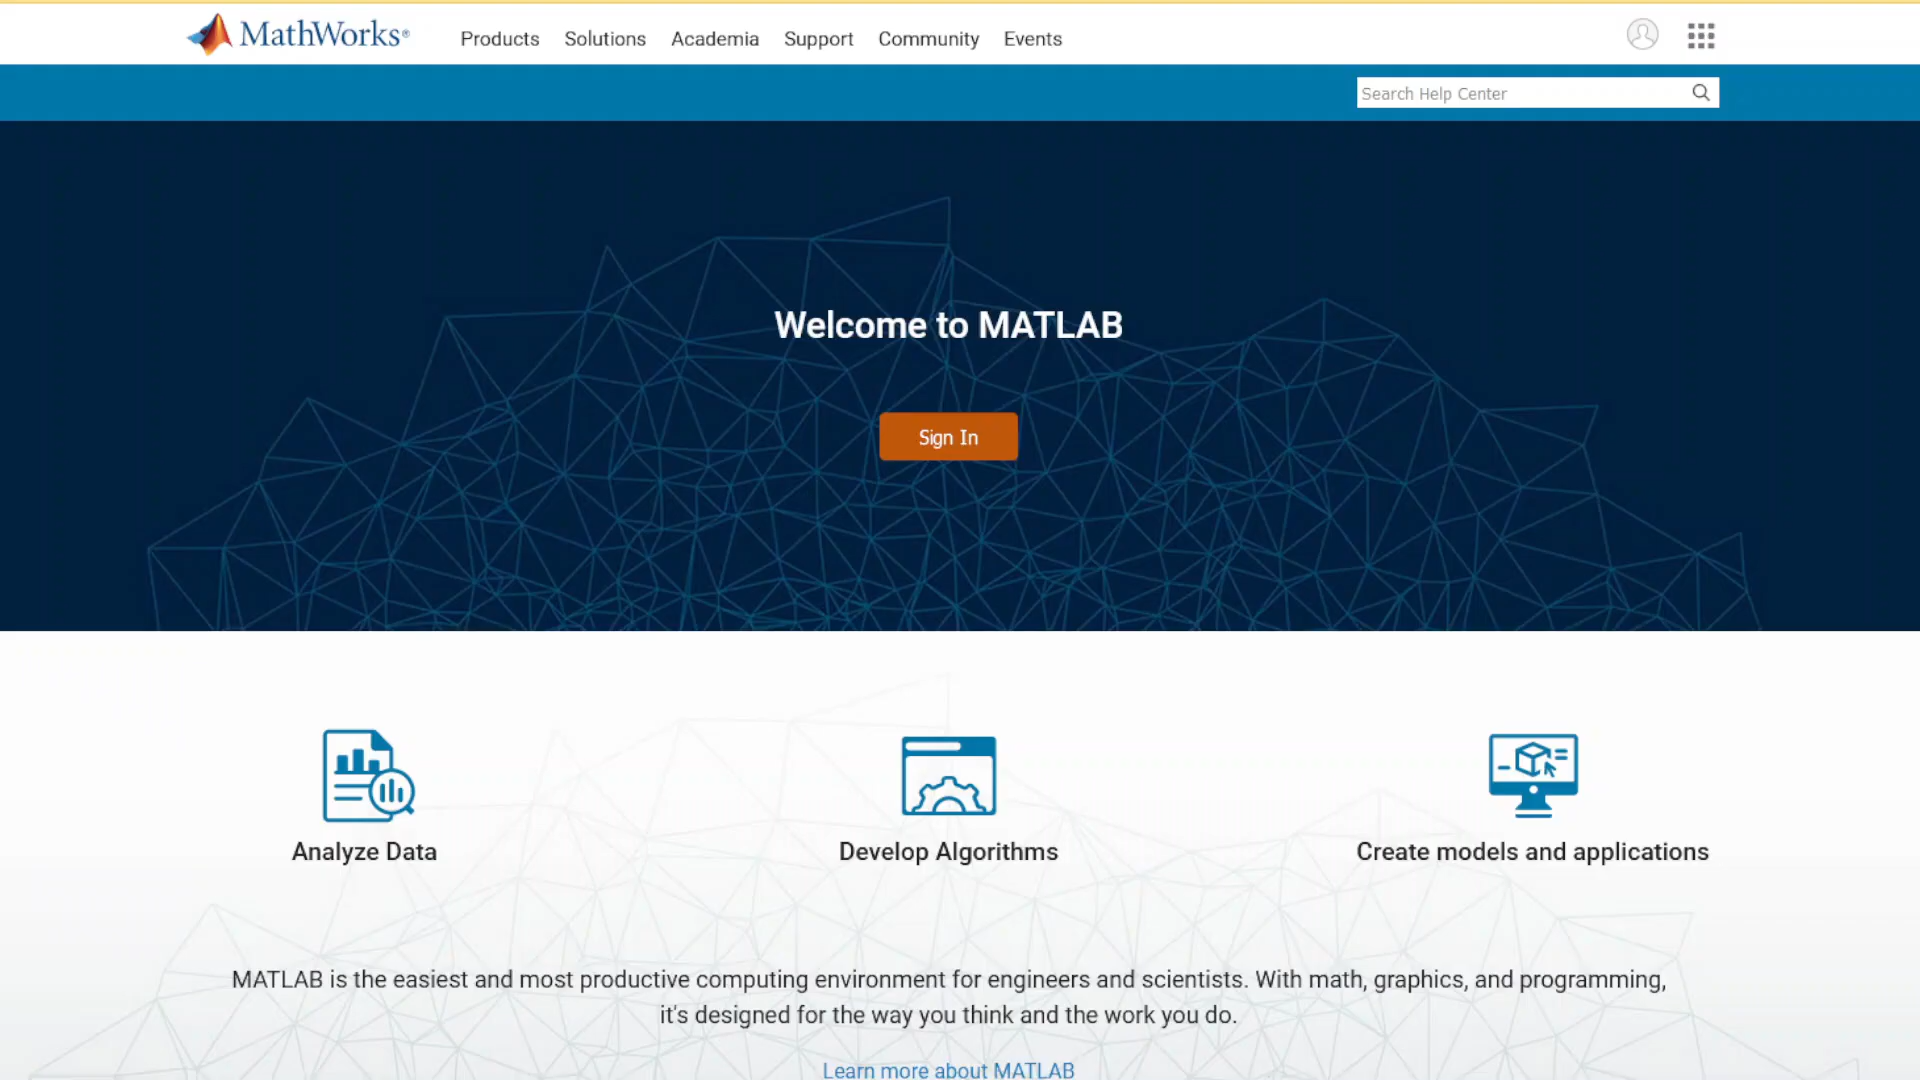 MathWorks®
Products Solutions Academia Support Community Events
Search Help Center
Welcome to MATLAB
Sign In
Analyze Data
Develop Algorithms
Create models and applications
MATLAB is the easiest and most productive computing environment for engineers and scientists. With math, graphics, and programming,
it's designed for the way you think and the work you do.
Learn more about MATLAB